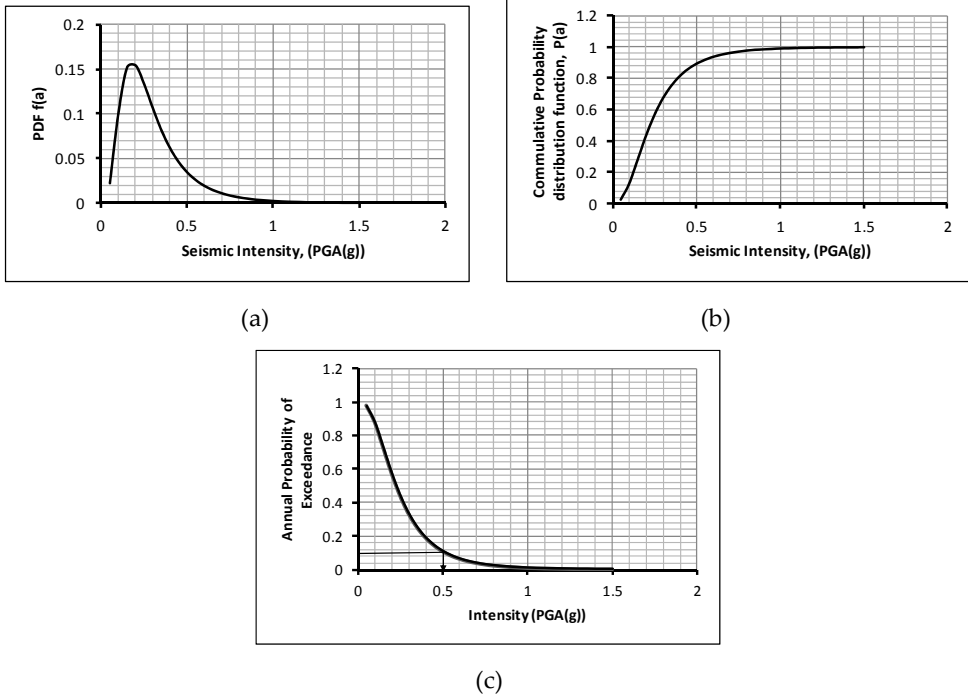 0.2
0.15
0.1
0.05
0
PDF f(a)
0 0.5 1 1.5 2
Seismic Intensity, (PGA(g))
(a)
1.2
1
0.8
0.6
0.4
0.2
0
Commulative Probability
distribution function, P(a)
0 0.5 1 1.5 2
Seismic Intensity, (PGA(g))
(b)
1.2
1
0.8
0.6
0.4
0.2
0
Annual Probability of
Exceedance
0 0.5 1 1.5 2
Intensity (PGA(g))
(c)